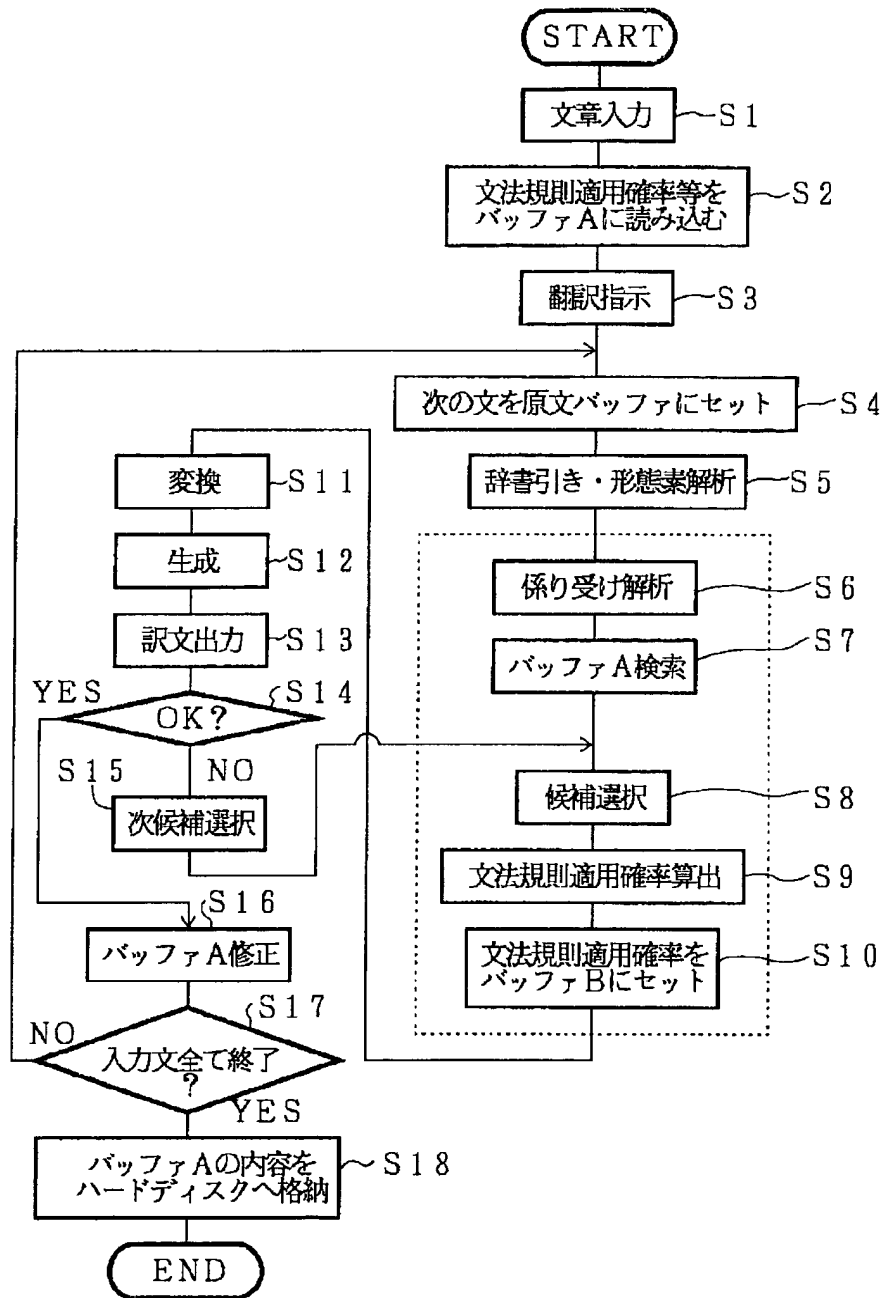 START
文章入力
S1
文法規則適用確率等を
バッファAに読み込む
S2
翻訳指示
S3
次の文を原文バッファにセット
S4
辞書引き・形態素解析
S5
係り受け解析
S6
バッファA検索
S7
候補選択
S8
文法規則適用確率算出
S9
文法規則適用確率を
バッファBにセット
S10
変換
S11
生成
S12
訳文出力
S13
OK?
S14
YES
NO
S15
次候補選択
S16
バッファA修正
S17
NO
入力文全て終了
?
YES
バッファAの内容を
ハードディスクへ格納
S18
END